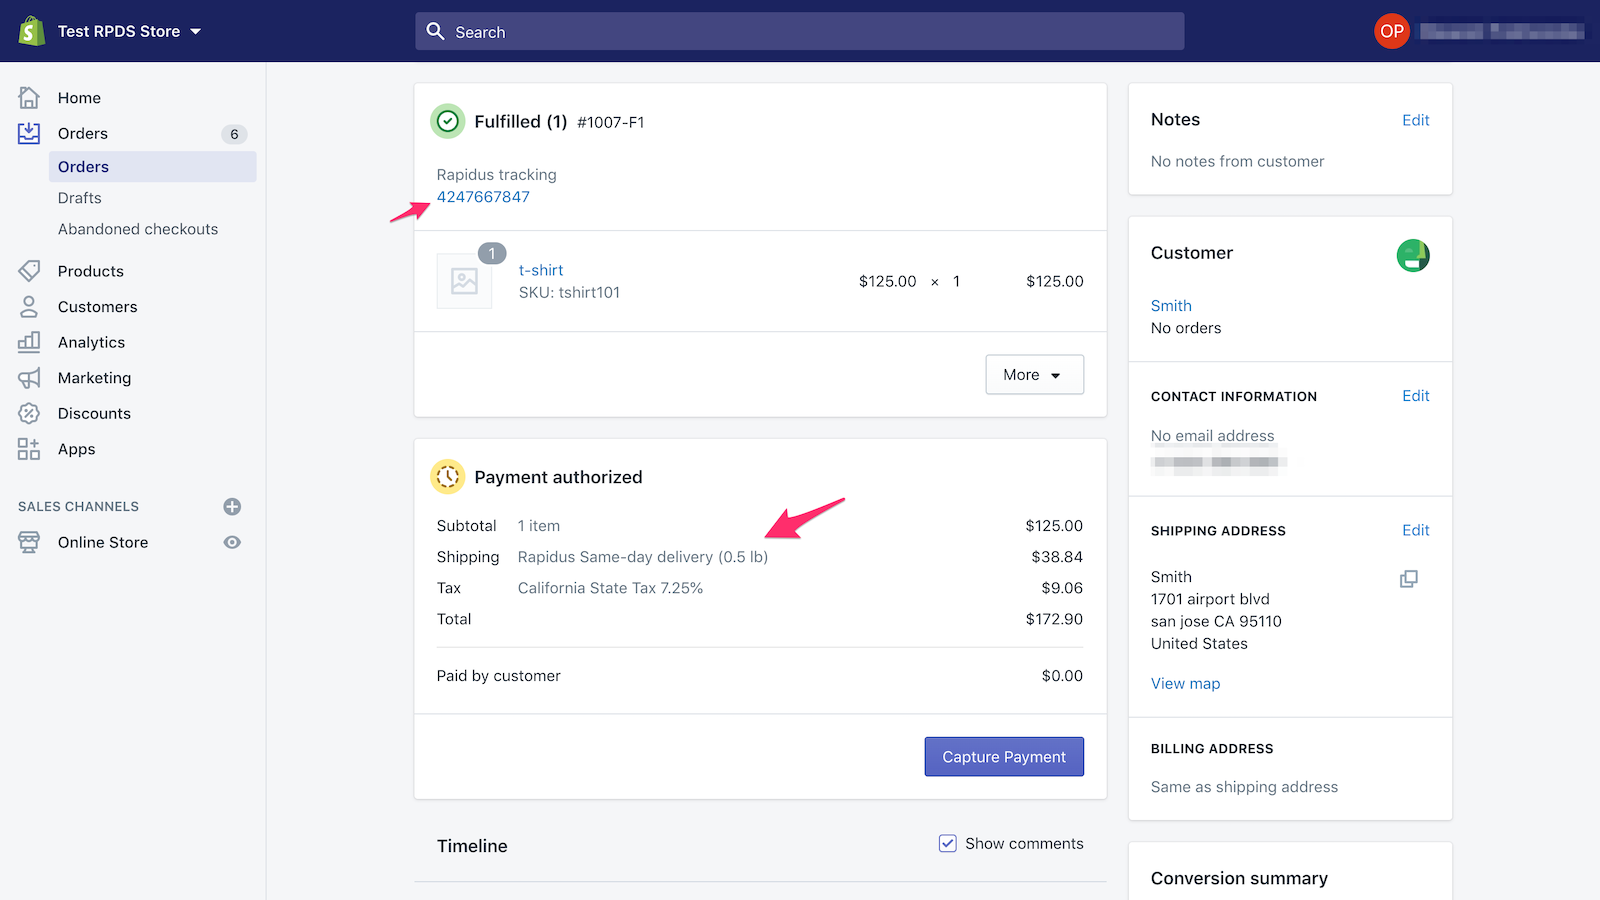 Test RPDS Store
Search
OP
Home
Orders 6
Orders
Drafts
Abandoned checkouts
Products
Customers
Analytics
Marketing
Discounts
Apps
SALES CHANNELS
Online Store
Fulfilled (1) #1007-F1
Rapidus tracking
4247667847
1
t-shirt
SKU: tshirt101
$125.00 × 1 $125.00
More
Payment authorized
Subtotal 1 item $125.00
Shipping Rapidus Same-day delivery (0.5 lb) $38.84
Tax California State Tax 7.25% $9.06
Total $172.90
Paid by customer $0.00
Capture Payment
Timeline
Show comments
Notes Edit
No notes from customer
Customer
Smith
No orders
CONTACT INFORMATION Edit
No email address
SHIPPING ADDRESS Edit
Smith
1701 airport blvd
san jose CA 95110
United States
View map
BILLING ADDRESS
Same as shipping address
Conversion summary